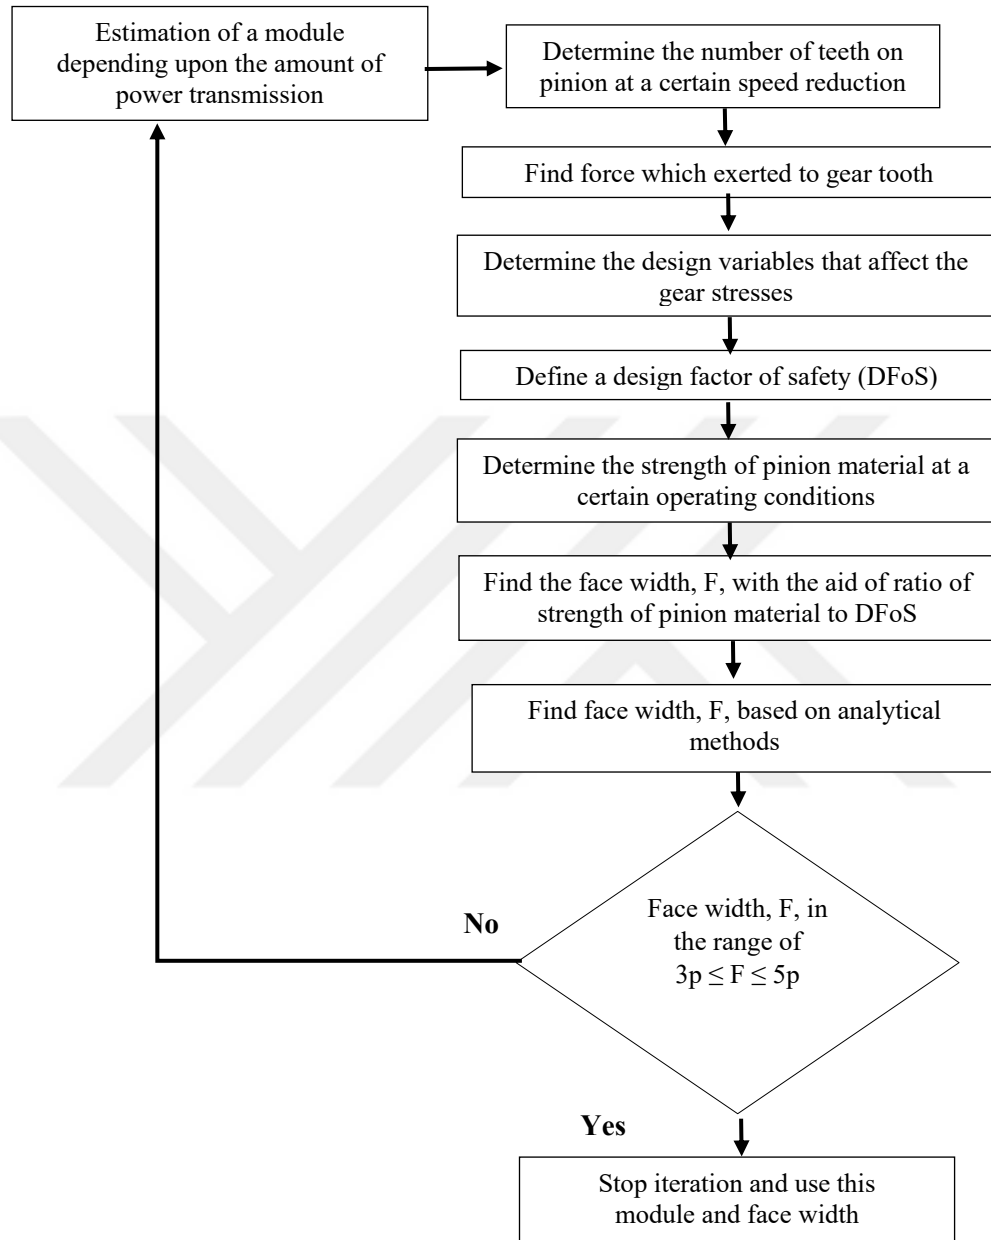 Estimation of a module
depending upon the amount of
power transmission
Determine the number of teeth on
pinion at a certain speed reduction
Find force which exerted to gear tooth
Determine the design variables that affect the
gear stresses
Define a design factor of safety (DFoS)
Determine the strength of pinion material at a
certain operating conditions
Find the face width, F, with the aid of ratio of
strength of pinion material to DFoS
Find face width, F, based on analytical
methods
Face width, F, in
the range of
3p ≤ F ≤ 5p
No
Yes
Stop iteration and use this
module and face width